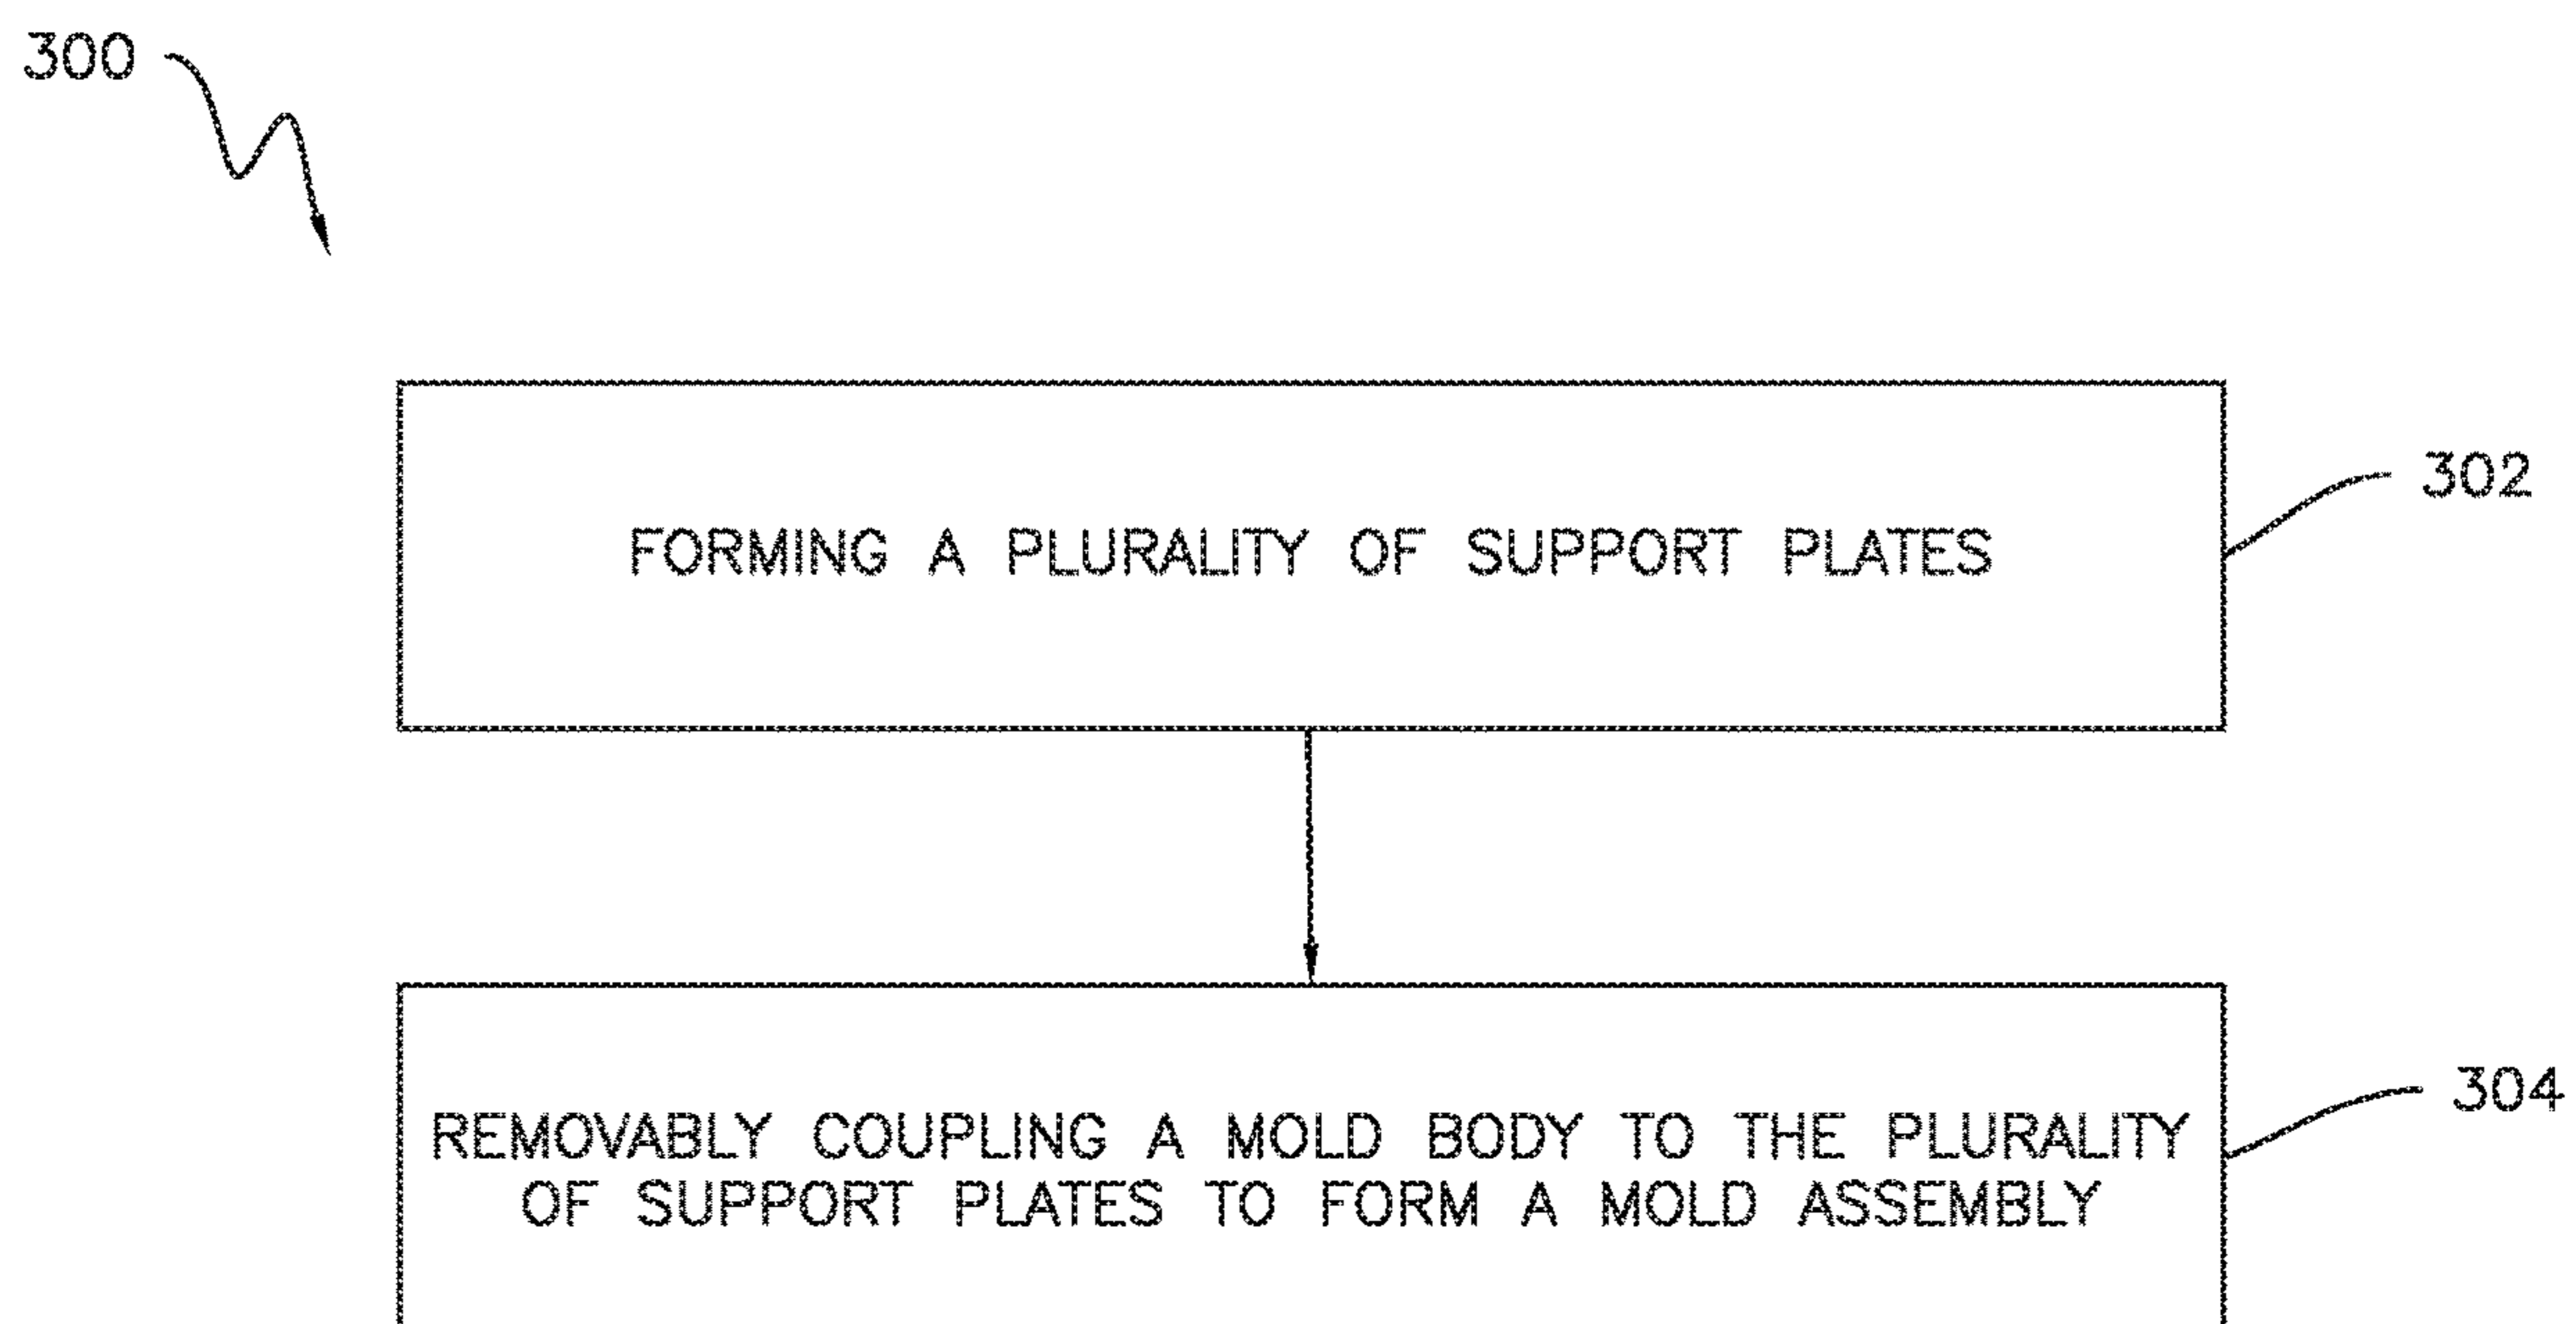 300
FORMING A PLURALITY OF SUPPORT PLATES
302
REMOVABLY COUPLING A MOLD BODY TO THE PLURALITY
OF SUPPORT PLATES TO FORM A MOLD ASSEMBLY
304